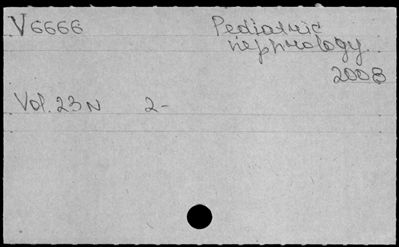 V6666 Pediatric
nephrology
2008
Vol. 23 N 2-